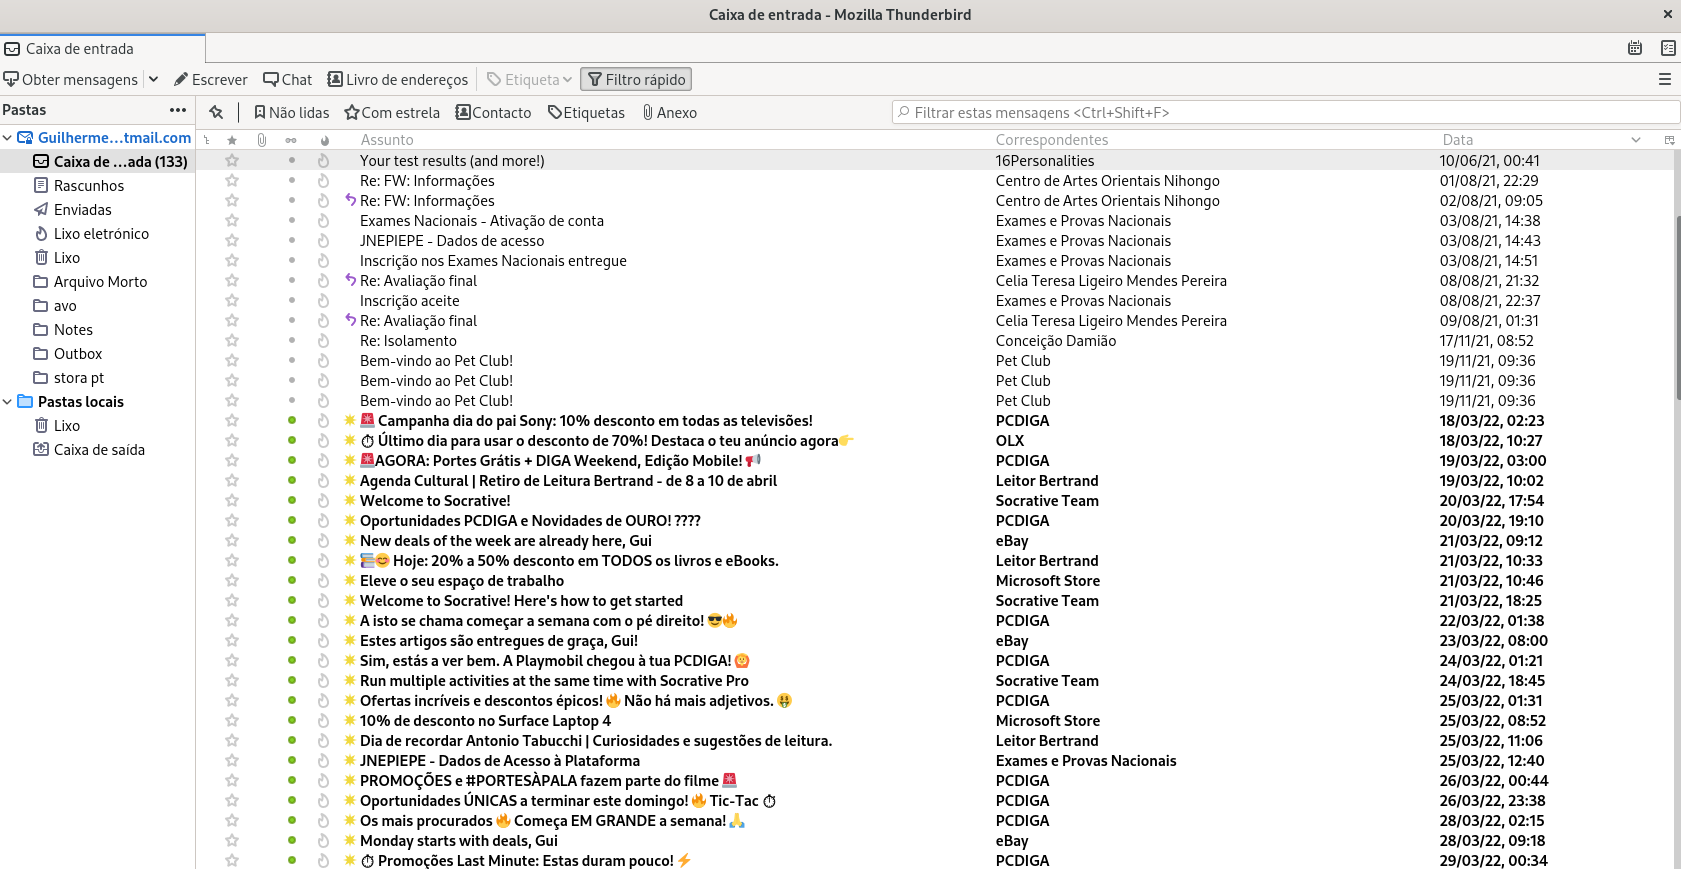 Caixa de entrada - Mozilla Thunderbird
Caixa de entrada
Obter mensagens Escrever Chat Livro de endereços Etiqueta Filtro rápido
Pastas
Não lidas Com estrela Contacto Etiquetas Anexo Filtrar estas mensagens <Ctrl+Shift+F>
Guilherme...tmail.com
Caixa de ...ada (133)
Rascunhos
Enviadas
Lixo eletrónico
Lixo
Arquivo Morto
avo
Notes
Outbox
stora pt
Pastas locais
Lixo
Caixa de saída
Assunto Correspondentes Data
Your test results (and more!) 16Personalities 10/06/21, 00:41
Re: FW: Informações Centro de Artes Orientais Nihongo 01/08/21, 22:29
Re: FW: Informações Centro de Artes Orientais Nihongo 02/08/21, 09:05
Exames Nacionais - Ativação de conta Exames e Provas Nacionais 03/08/21, 14:38
JNEPIEPE - Dados de acesso Exames e Provas Nacionais 03/08/21, 14:43
Inscrição nos Exames Nacionais entregue Exames e Provas Nacionais 03/08/21, 14:51
Re: Avaliação final Celia Teresa Ligeiro Mendes Pereira 08/08/21, 21:32
Inscrição aceite Exames e Provas Nacionais 08/08/21, 22:37
Re: Avaliação final Celia Teresa Ligeiro Mendes Pereira 09/08/21, 01:31
Re: Isolamento Conceição Damião 17/11/21, 08:52
Bem-vindo ao Pet Club! Pet Club 19/11/21, 09:36
Bem-vindo ao Pet Club! Pet Club 19/11/21, 09:36
Bem-vindo ao Pet Club! Pet Club 19/11/21, 09:36
🚨 Campanha dia do pai Sony: 10% desconto em todas as televisões! PCDIGA 18/03/22, 02:23
⏱ Último dia para usar o desconto de 70%! Destaca o teu anúncio agora👉 OLX 18/03/22, 10:27
🚨AGORA: Portes Grátis + DIGA Weekend, Edição Mobile! 📢 PCDIGA 19/03/22, 03:00
Agenda Cultural | Retiro de Leitura Bertrand - de 8 a 10 de abril Leitor Bertrand 19/03/22, 10:02
Welcome to Socrative! Socrative Team 20/03/22, 17:54
Oportunidades PCDIGA e Novidades de OURO! ???? PCDIGA 20/03/22, 19:10
New deals of the week are already here, Gui eBay 21/03/22, 09:12
📚😊 Hoje: 20% a 50% desconto em TODOS os livros e eBooks. Leitor Bertrand 21/03/22, 10:33
Eleve o seu espaço de trabalho Microsoft Store 21/03/22, 10:46
Welcome to Socrative! Here's how to get started Socrative Team 21/03/22, 18:25
A isto se chama começar a semana com o pé direito! 😎🔥 PCDIGA 22/03/22, 01:38
Estes artigos são entregues de graça, Gui! eBay 23/03/22, 08:00
Sim, estás a ver bem. A Playmobil chegou à tua PCDIGA! PCDIGA 24/03/22, 01:21
Run multiple activities at the same time with Socrative Pro Socrative Team 24/03/22, 18:45
Ofertas incríveis e descontos épicos! 🔥 Não há mais adjetivos. 🤑 PCDIGA 25/03/22, 01:31
10% de desconto no Surface Laptop 4 Microsoft Store 25/03/22, 08:52
Dia de recordar Antonio Tabucchi | Curiosidades e sugestões de leitura. Leitor Bertrand 25/03/22, 11:06
JNEPIEPE - Dados de Acesso à Plataforma Exames e Provas Nacionais 25/03/22, 12:40
PROMOÇÕES e #PORTESÀPALA fazem parte do filme 🚨 PCDIGA 26/03/22, 00:44
Oportunidades ÚNICAS a terminar este domingo! 🔥 Tic-Tac ⏱ PCDIGA 26/03/22, 23:38
Os mais procurados 🔥 Começa EM GRANDE a semana! 🙏 PCDIGA 28/03/22, 02:15
Monday starts with deals, Gui eBay 28/03/22, 09:18
⏱ Promoções Last Minute: Estas duram pouco! ⚡ PCDIGA 29/03/22, 00:34